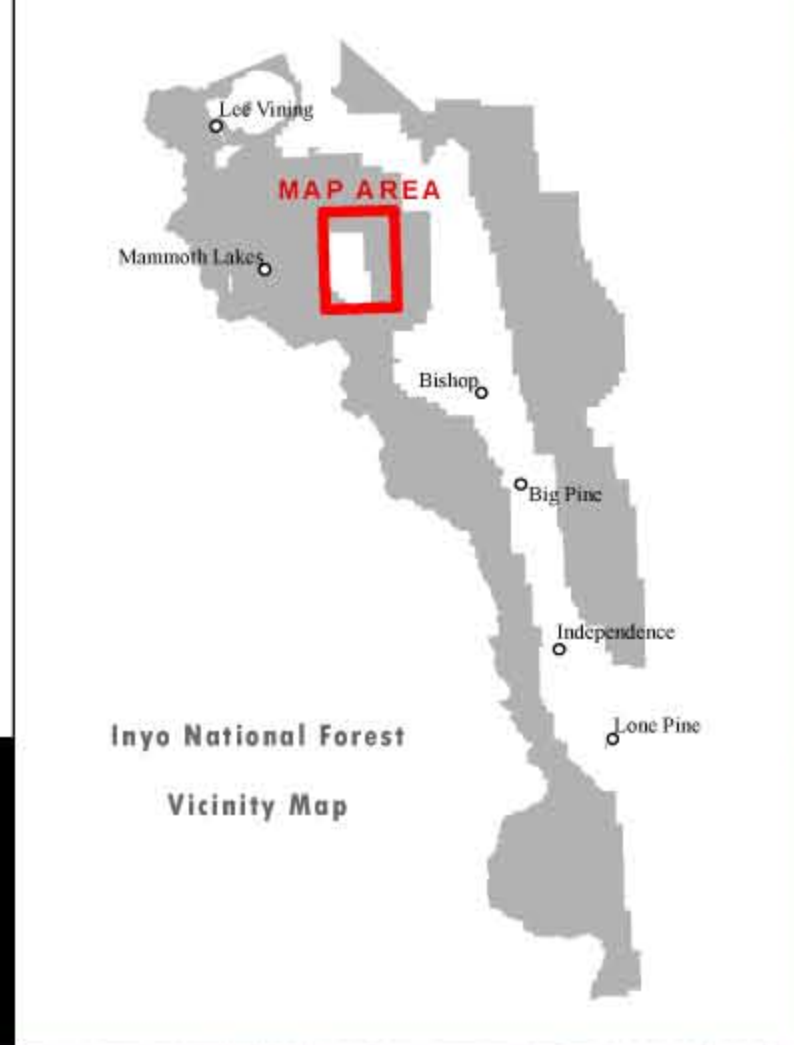 Lee Vining
MAP AREA
Mammoth Lakes
Bishop
Big Pine
Independence
Lone Pine
Inyo National Forest
Vicinity Map